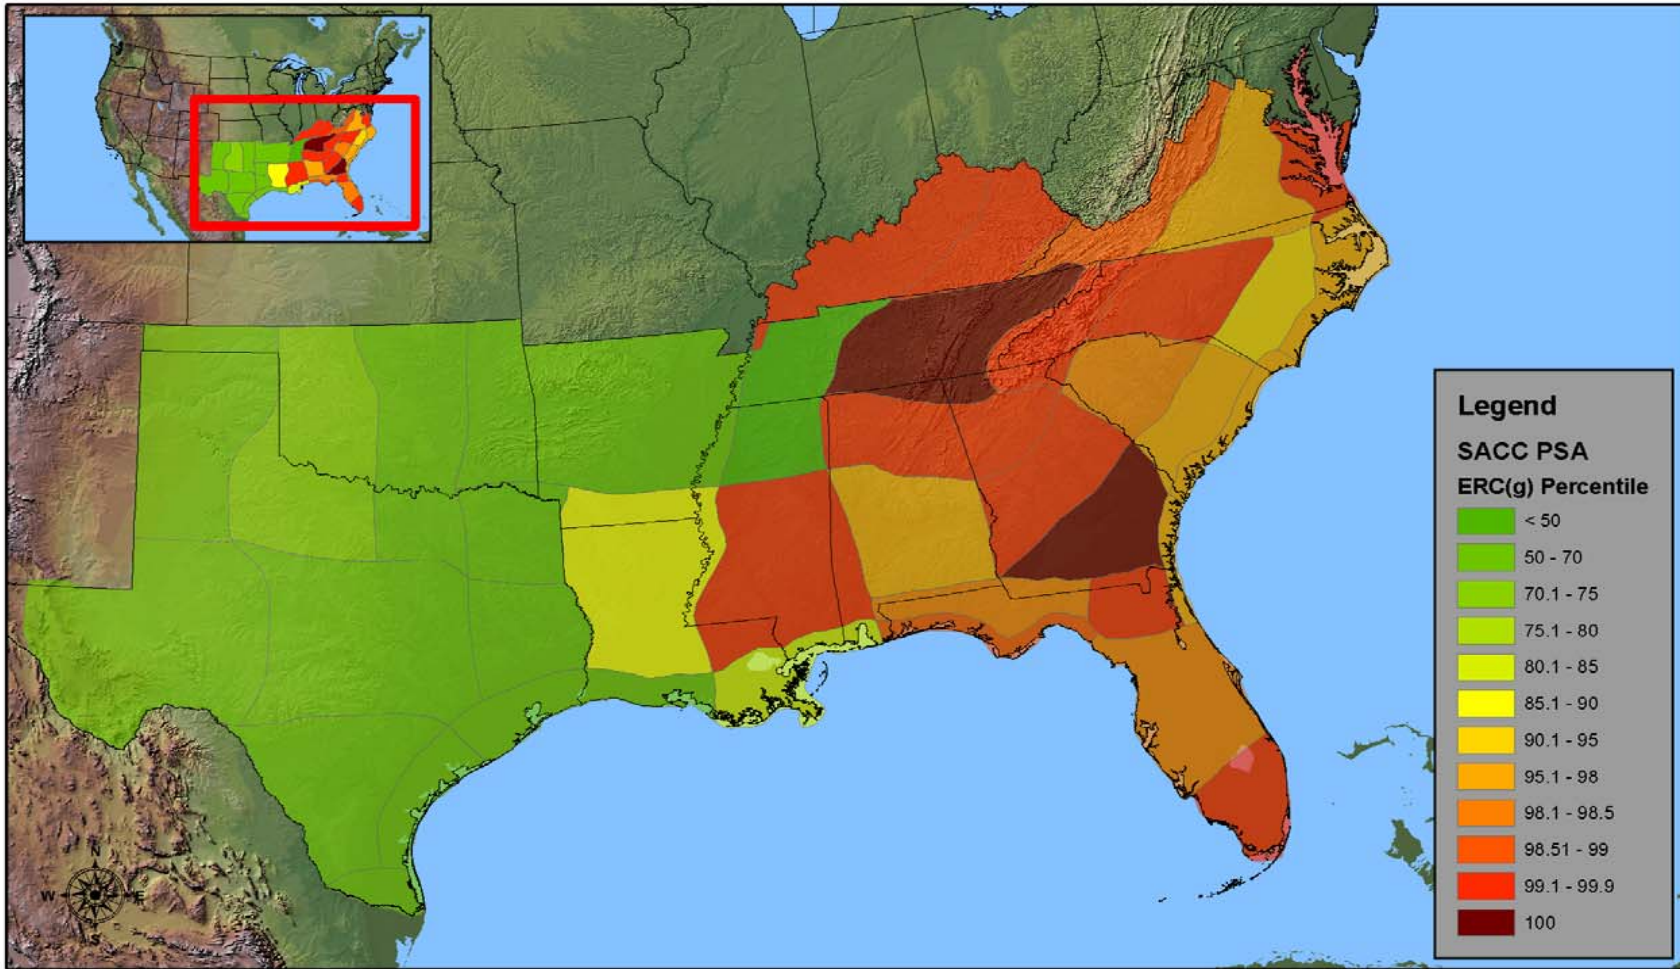 Legend
SACC PSA
ERC(g) Percentile
< 50
50 - 70
70.1 - 75
75.1 - 80
80.1 - 85
85.1 - 90
90.1 - 95
95.1 - 98
98.1 - 98.5
98.51 - 99
99.1 - 99.9
100
N
W E
S